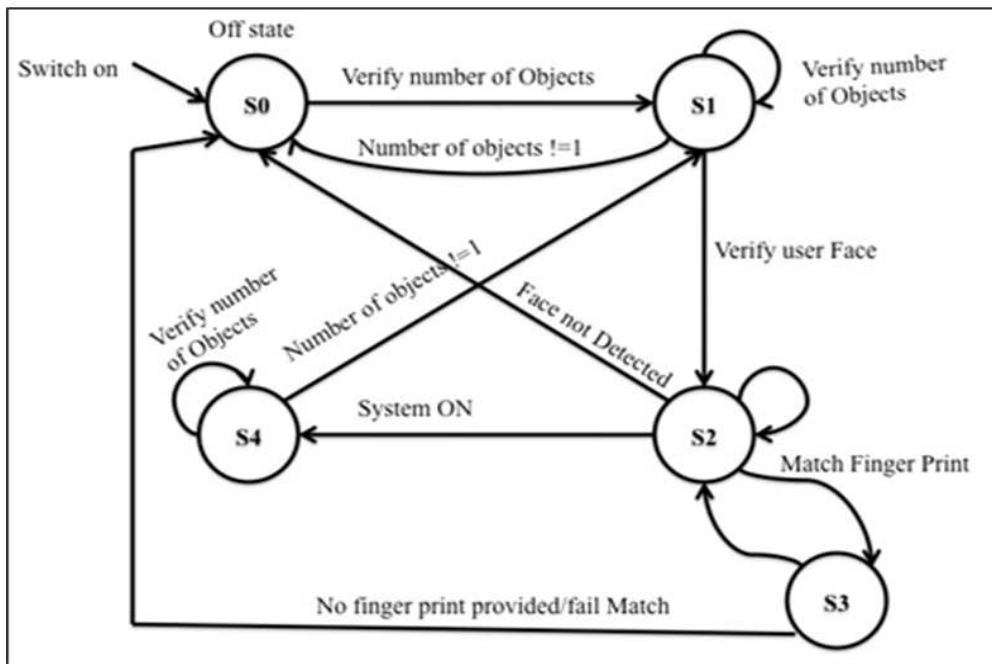 Off state
Switch on
S0
Verify number of Objects
S1
Verify number
of Objects
Number of objects !=1
Verify user Face
Number of objects !=1
Face not Detected
Verify number
of Objects
System ON
S4
S2
Match Finger Print
No finger print provided/fail Match
S3